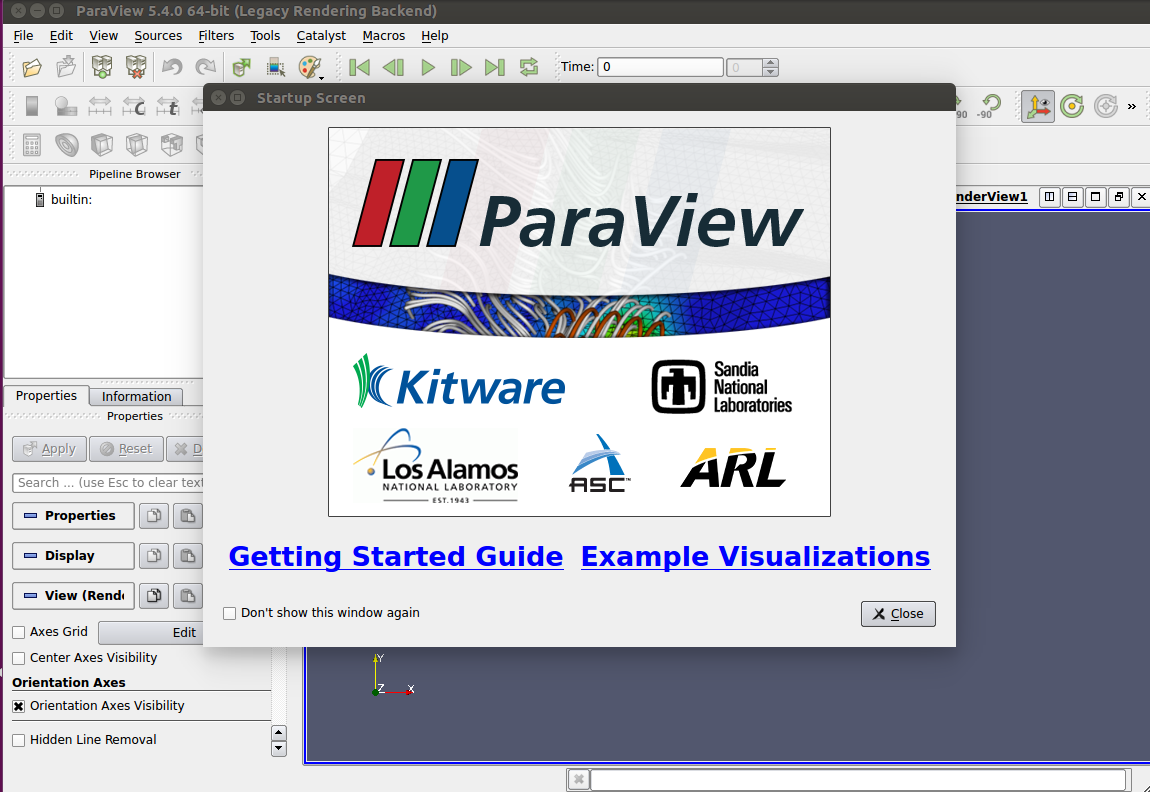 ParaView 5.4.0 64-bit (Legacy Rendering Backend)
File Edit View Sources Filters Tools Catalyst Macros Help
Time: 0 0
C t
Startup Screen
90 -90 »
Pipeline Browser
builtin:
nderView1
ParaView
Kitware
Sandia
National
Laboratories
Los Alamos
NATIONAL LABORATORY
EST.1943
ASC™
ARL
Properties Information
Properties
Apply Reset D
Search ... (use Esc to clear text
Properties
Display
View (Rende
Getting Started Guide Example Visualizations
Don't show this window again
Close
Axes Grid Edit
Center Axes Visibility
Orientation Axes
Orientation Axes Visibility
Hidden Line Removal
Y
Z X